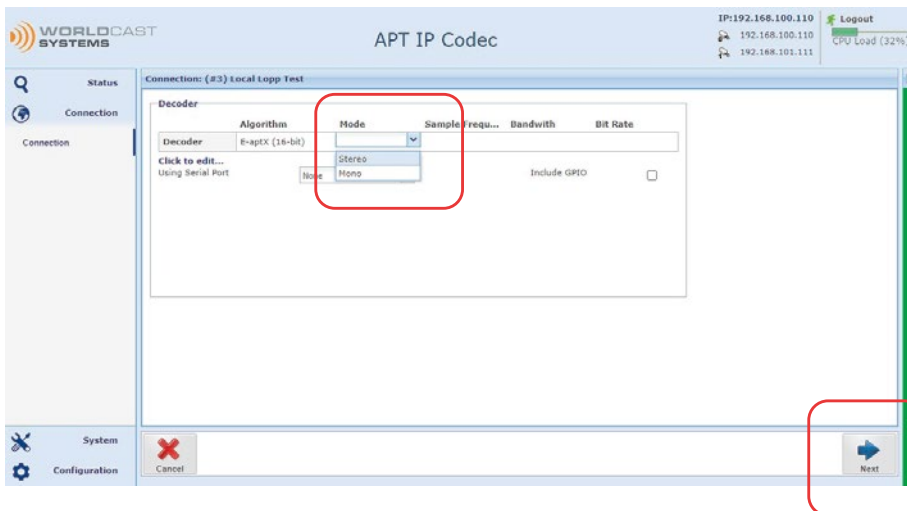 WORLDCAST
SYSTEMS
APT IP Codec
IP:192.168.100.110
192.168.100.110
192.168.101.111
Logout
CPU Load (32%)
Status
Connection
Connection
Connection: (#3) Local Lopp Test
Decoder
Algorithm Mode Sample Frequ... Bandwith Bit Rate
Decoder E-aptX (16-bit)
Click to edit...
Stereo
Using Serial Port None Mono Include GPIO
System
Configuration
Cancel
Next